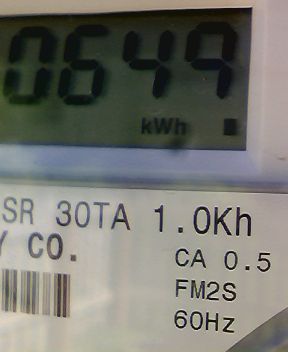 0649
kWh
SR 30TA 1.0Kh
Y CO.
CA 0.5
FM2S
60Hz